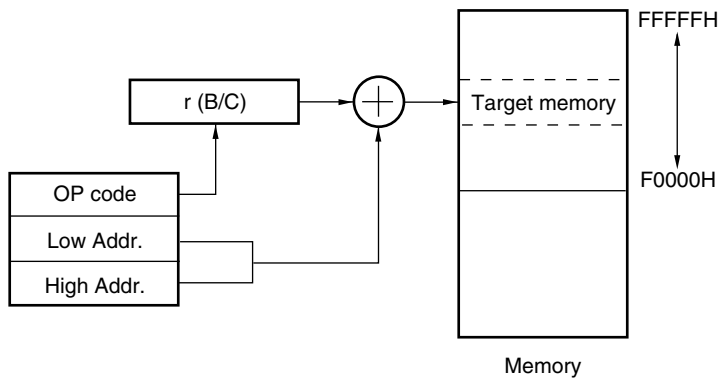 FFFFFH
r (B/C)
Target memory
OP code
F0000H
Low Addr.
High Addr.
Memory